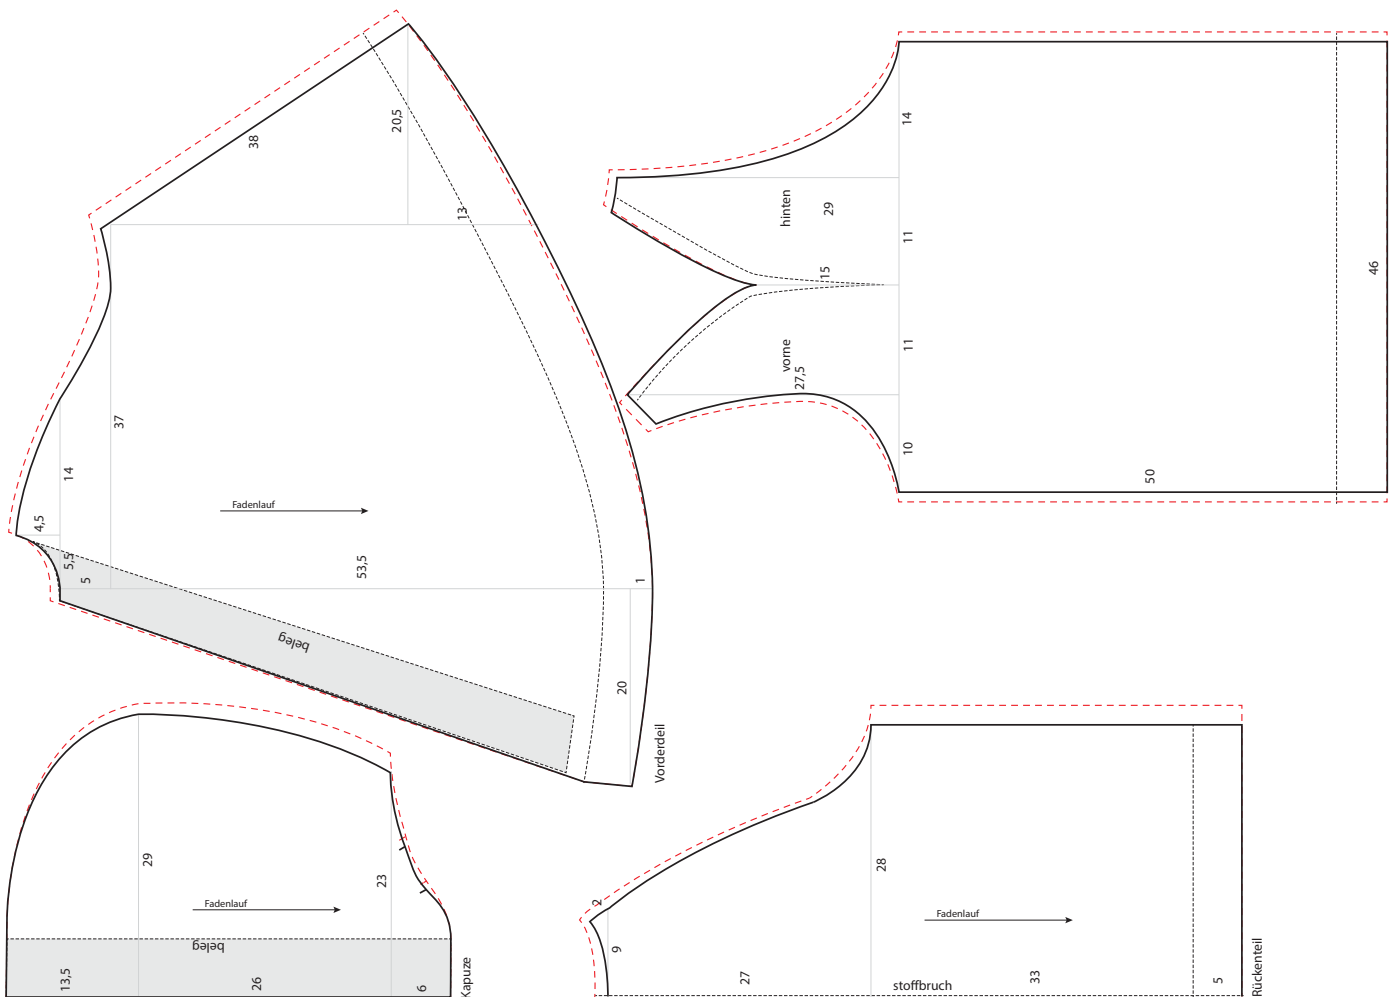 38
20,5
13
37
14
4,5
5,5
5
Fadenlauf
53,5
1
beleg
20
Vorderdeil
14
hinten
29
11
15
46
11
vorne
27,5
10
50
29
23
Fadenlauf
beleg
13,5
26
6
Kapuze
2
9
28
Fadenlauf
27
33
5
stoffbruch
Rückenteil